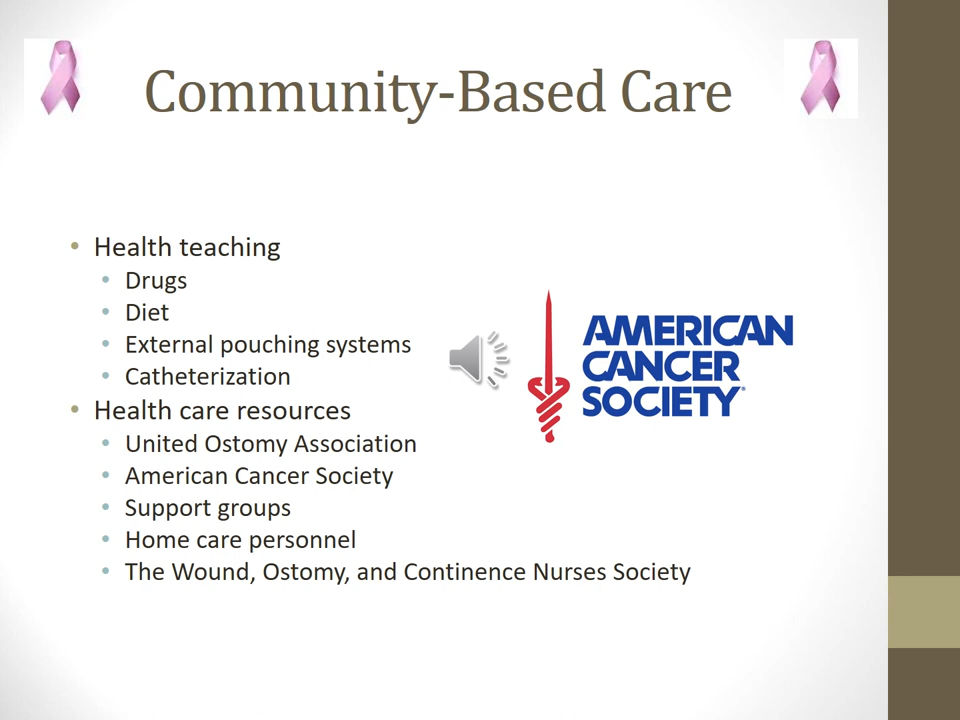 Community-Based Care
• Health teaching
• Drugs
• Diet
• External pouching systems
• Catheterization
• Health care resources
• United Ostomy Association
• American Cancer Society
• Support groups
• Home care personnel
• The Wound, Ostomy, and Continence Nurses Society
AMERICAN
CANCER
SOCIETY®